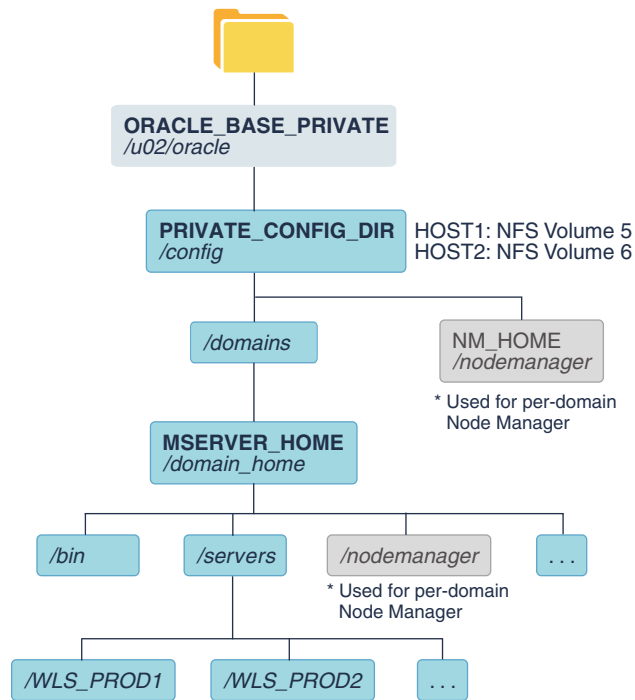 ORACLE_BASE_PRIVATE
/u02/oracle
PRIVATE_CONFIG_DIR
/config
HOST1: NFS Volume 5
HOST2: NFS Volume 6
/domains
NM_HOME
/nodemanager
* Used for per-domain
Node Manager
MSERVER_HOME
/domain_home
/bin
/servers
/nodemanager
...
* Used for per-domain
Node Manager
/WLS_PROD1
/WLS_PROD2
...